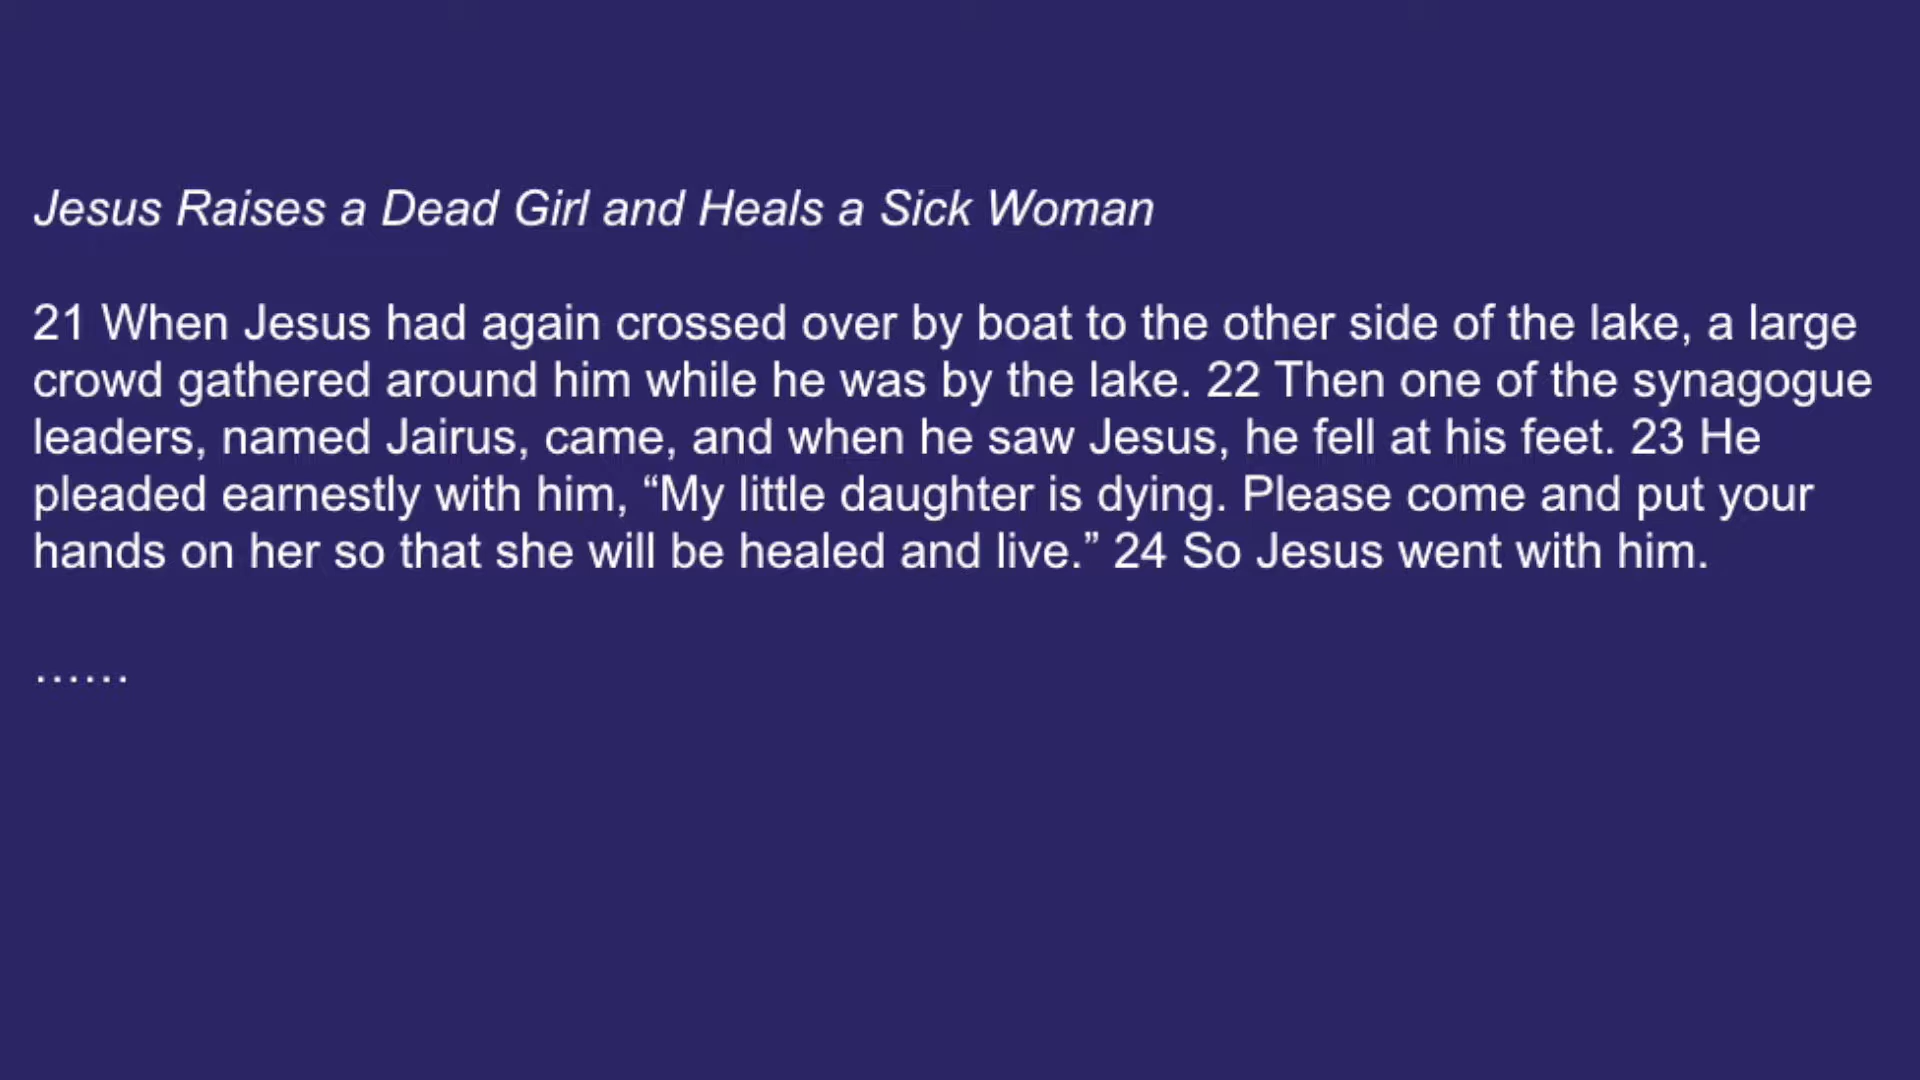 Jesus Raises a Dead Girl and Heals a Sick Woman
21 When Jesus had again crossed over by boat to the other side of the lake, a large
crowd gathered around him while he was by the lake. 22 Then one of the synagogue
leaders, named Jairus, came, and when he saw Jesus, he fell at his feet. 23 He
pleaded earnestly with him, “My little daughter is dying. Please come and put your
hands on her so that she will be healed and live.” 24 So Jesus went with him.
……